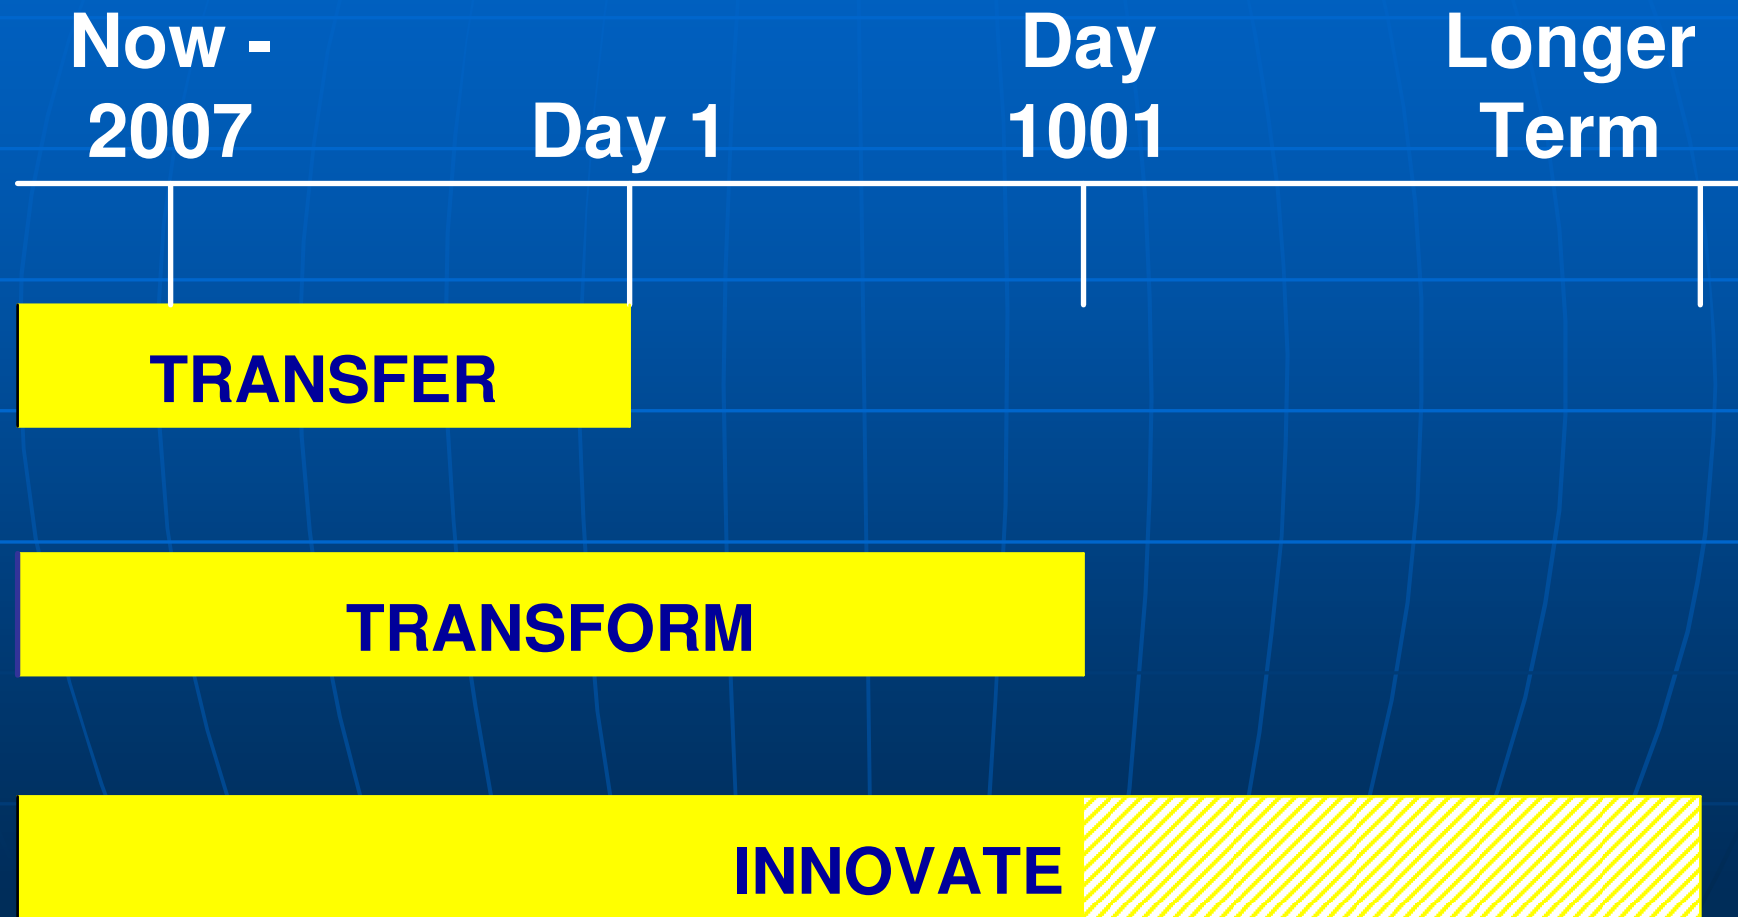 Now -
2007
Day 1
Day
1001
Longer
Term
TRANSFER
TRANSFORM
INNOVATE